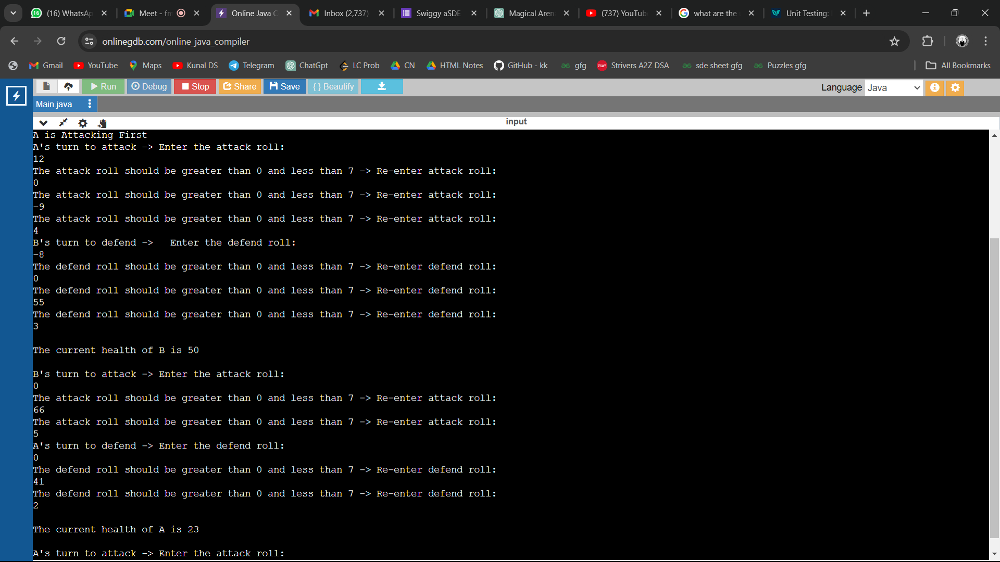 (16) WhatsAp
Meet - fm
Online Java C
Inbox (2,737)
Swiggy aSDE
Magical Aren
(737) YouTub
what are the
Unit Testing:
onlinegdb.com/online_java_compiler
Gmail YouTube Maps Kunal DS Telegram ChatGpt LC Prob CN HTML Notes GitHub - kk gfg Strivers A2Z DSA sde sheet gfg Puzzles gfg All Bookmarks
Run Debug Stop Share Save { } Beautify Language Java
Main.java
input
A is Attacking First
A's turn to attack -> Enter the attack roll:
12
The attack roll should be greater than 0 and less than 7 -> Re-enter attack roll:
0
The attack roll should be greater than 0 and less than 7 -> Re-enter attack roll:
-9
The attack roll should be greater than 0 and less than 7 -> Re-enter attack roll:
4
B's turn to defend ->   Enter the defend roll:
-8
The defend roll should be greater than 0 and less than 7 -> Re-enter defend roll:
0
The defend roll should be greater than 0 and less than 7 -> Re-enter defend roll:
55
The defend roll should be greater than 0 and less than 7 -> Re-enter defend roll:
3
The current health of B is 50
B's turn to attack -> Enter the attack roll:
0
The attack roll should be greater than 0 and less than 7 -> Re-enter attack roll:
66
The attack roll should be greater than 0 and less than 7 -> Re-enter attack roll:
5
A's turn to defend -> Enter the defend roll:
0
The defend roll should be greater than 0 and less than 7 -> Re-enter defend roll:
41
The defend roll should be greater than 0 and less than 7 -> Re-enter defend roll:
2
The current health of A is 23
A's turn to attack -> Enter the attack roll: